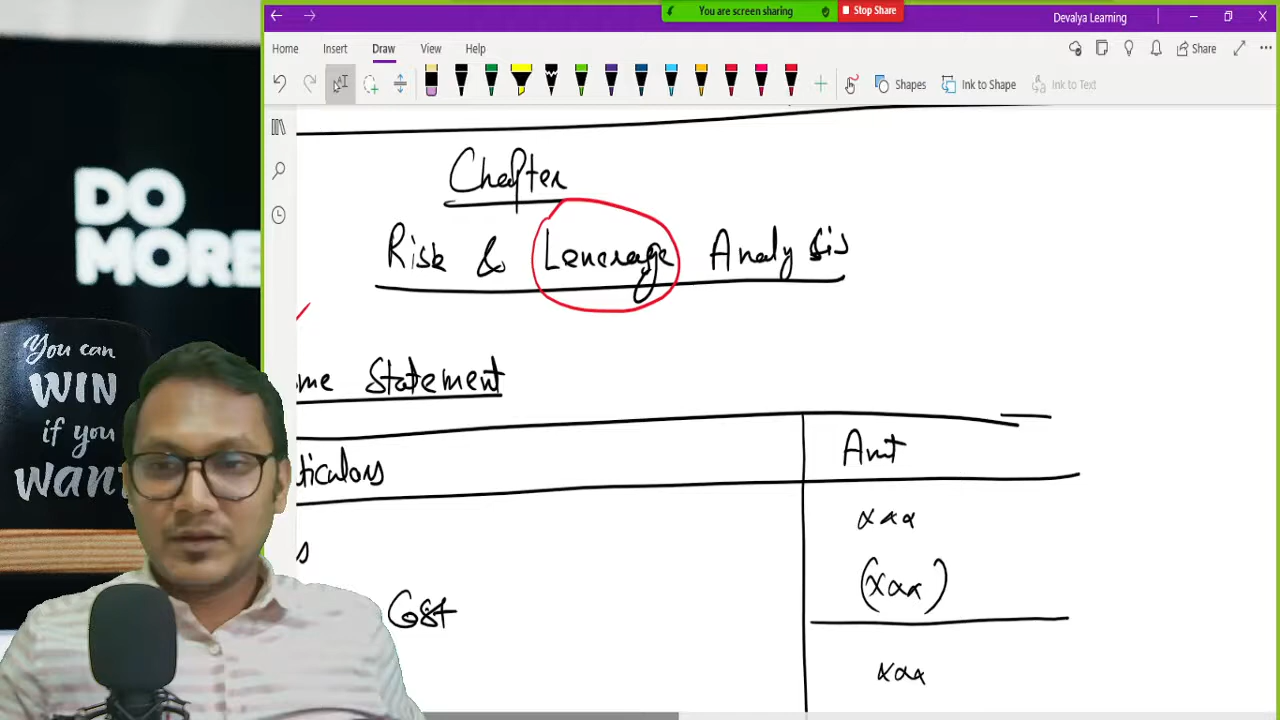 You are screen sharing Stop Share
Devalya Learning
Home Insert Draw View Help Share
Shapes Ink to Shape Ink to Text
Chapter
Risk & Leverage Analysis
me Statement
ticulars Amt
s xxx
(xxx)
Cost
xxx
DO
MORE
You can
WIN
if you
want